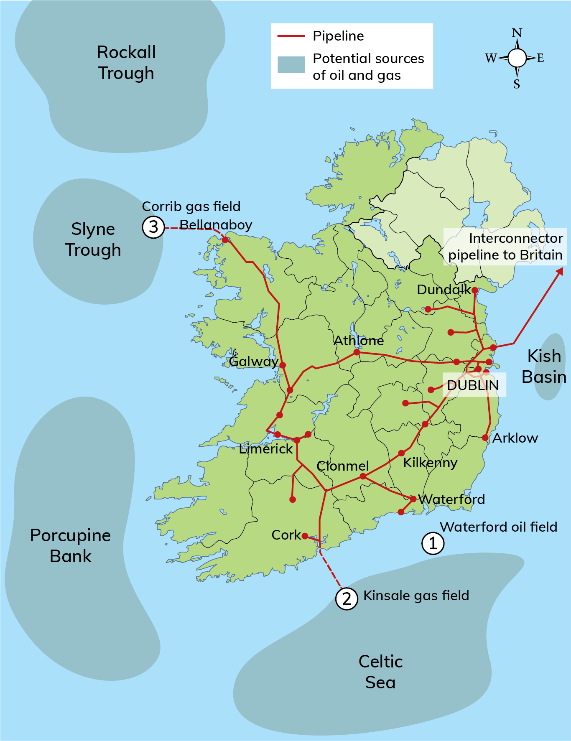 Rockall
Trough
Pipeline
Potential sources
of oil and gas
N
W
E
S
Corrib gas field
3
Bellanaboy
Slyne
Trough
Interconnector
pipeline to Britain
Dundalk
Athlone
Galway
Kish
Basin
DUBLIN
Limerick
Arklow
Clonmel
Kilkenny
Waterford
Porcupine
Bank
Cork
Waterford oil field
1
2
Kinsale gas field
Celtic
Sea